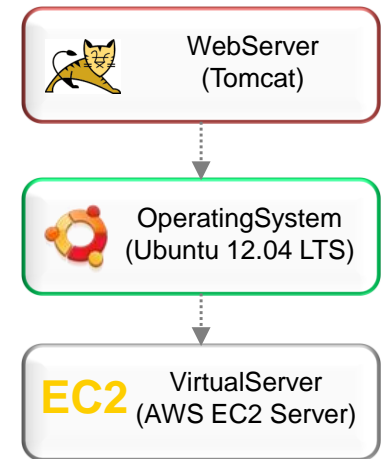 WebServer
(Tomcat)
OperatingSystem
(Ubuntu 12.04 LTS)
EC2
VirtualServer
(AWS EC2 Server)